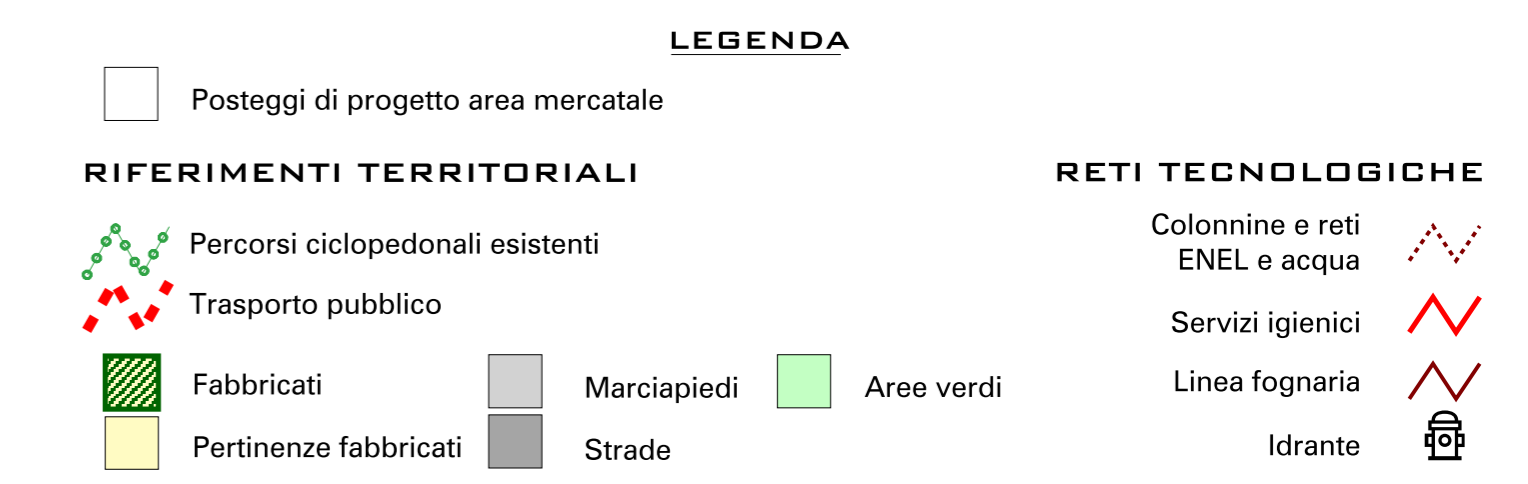 LEGENDA
Posteggi di progetto area mercatale
RIFERIMENTI TERRITORIALI
Percorsi ciclopedonali esistenti
Trasporto pubblico
Fabbricati
Marciapiedi
Aree verdi
Pertinenze fabbricati
Strade
RETI TECNOLOGICHE
Colonnine e reti
ENEL e acqua
Servizi igienici
Linea fognaria
Idrante